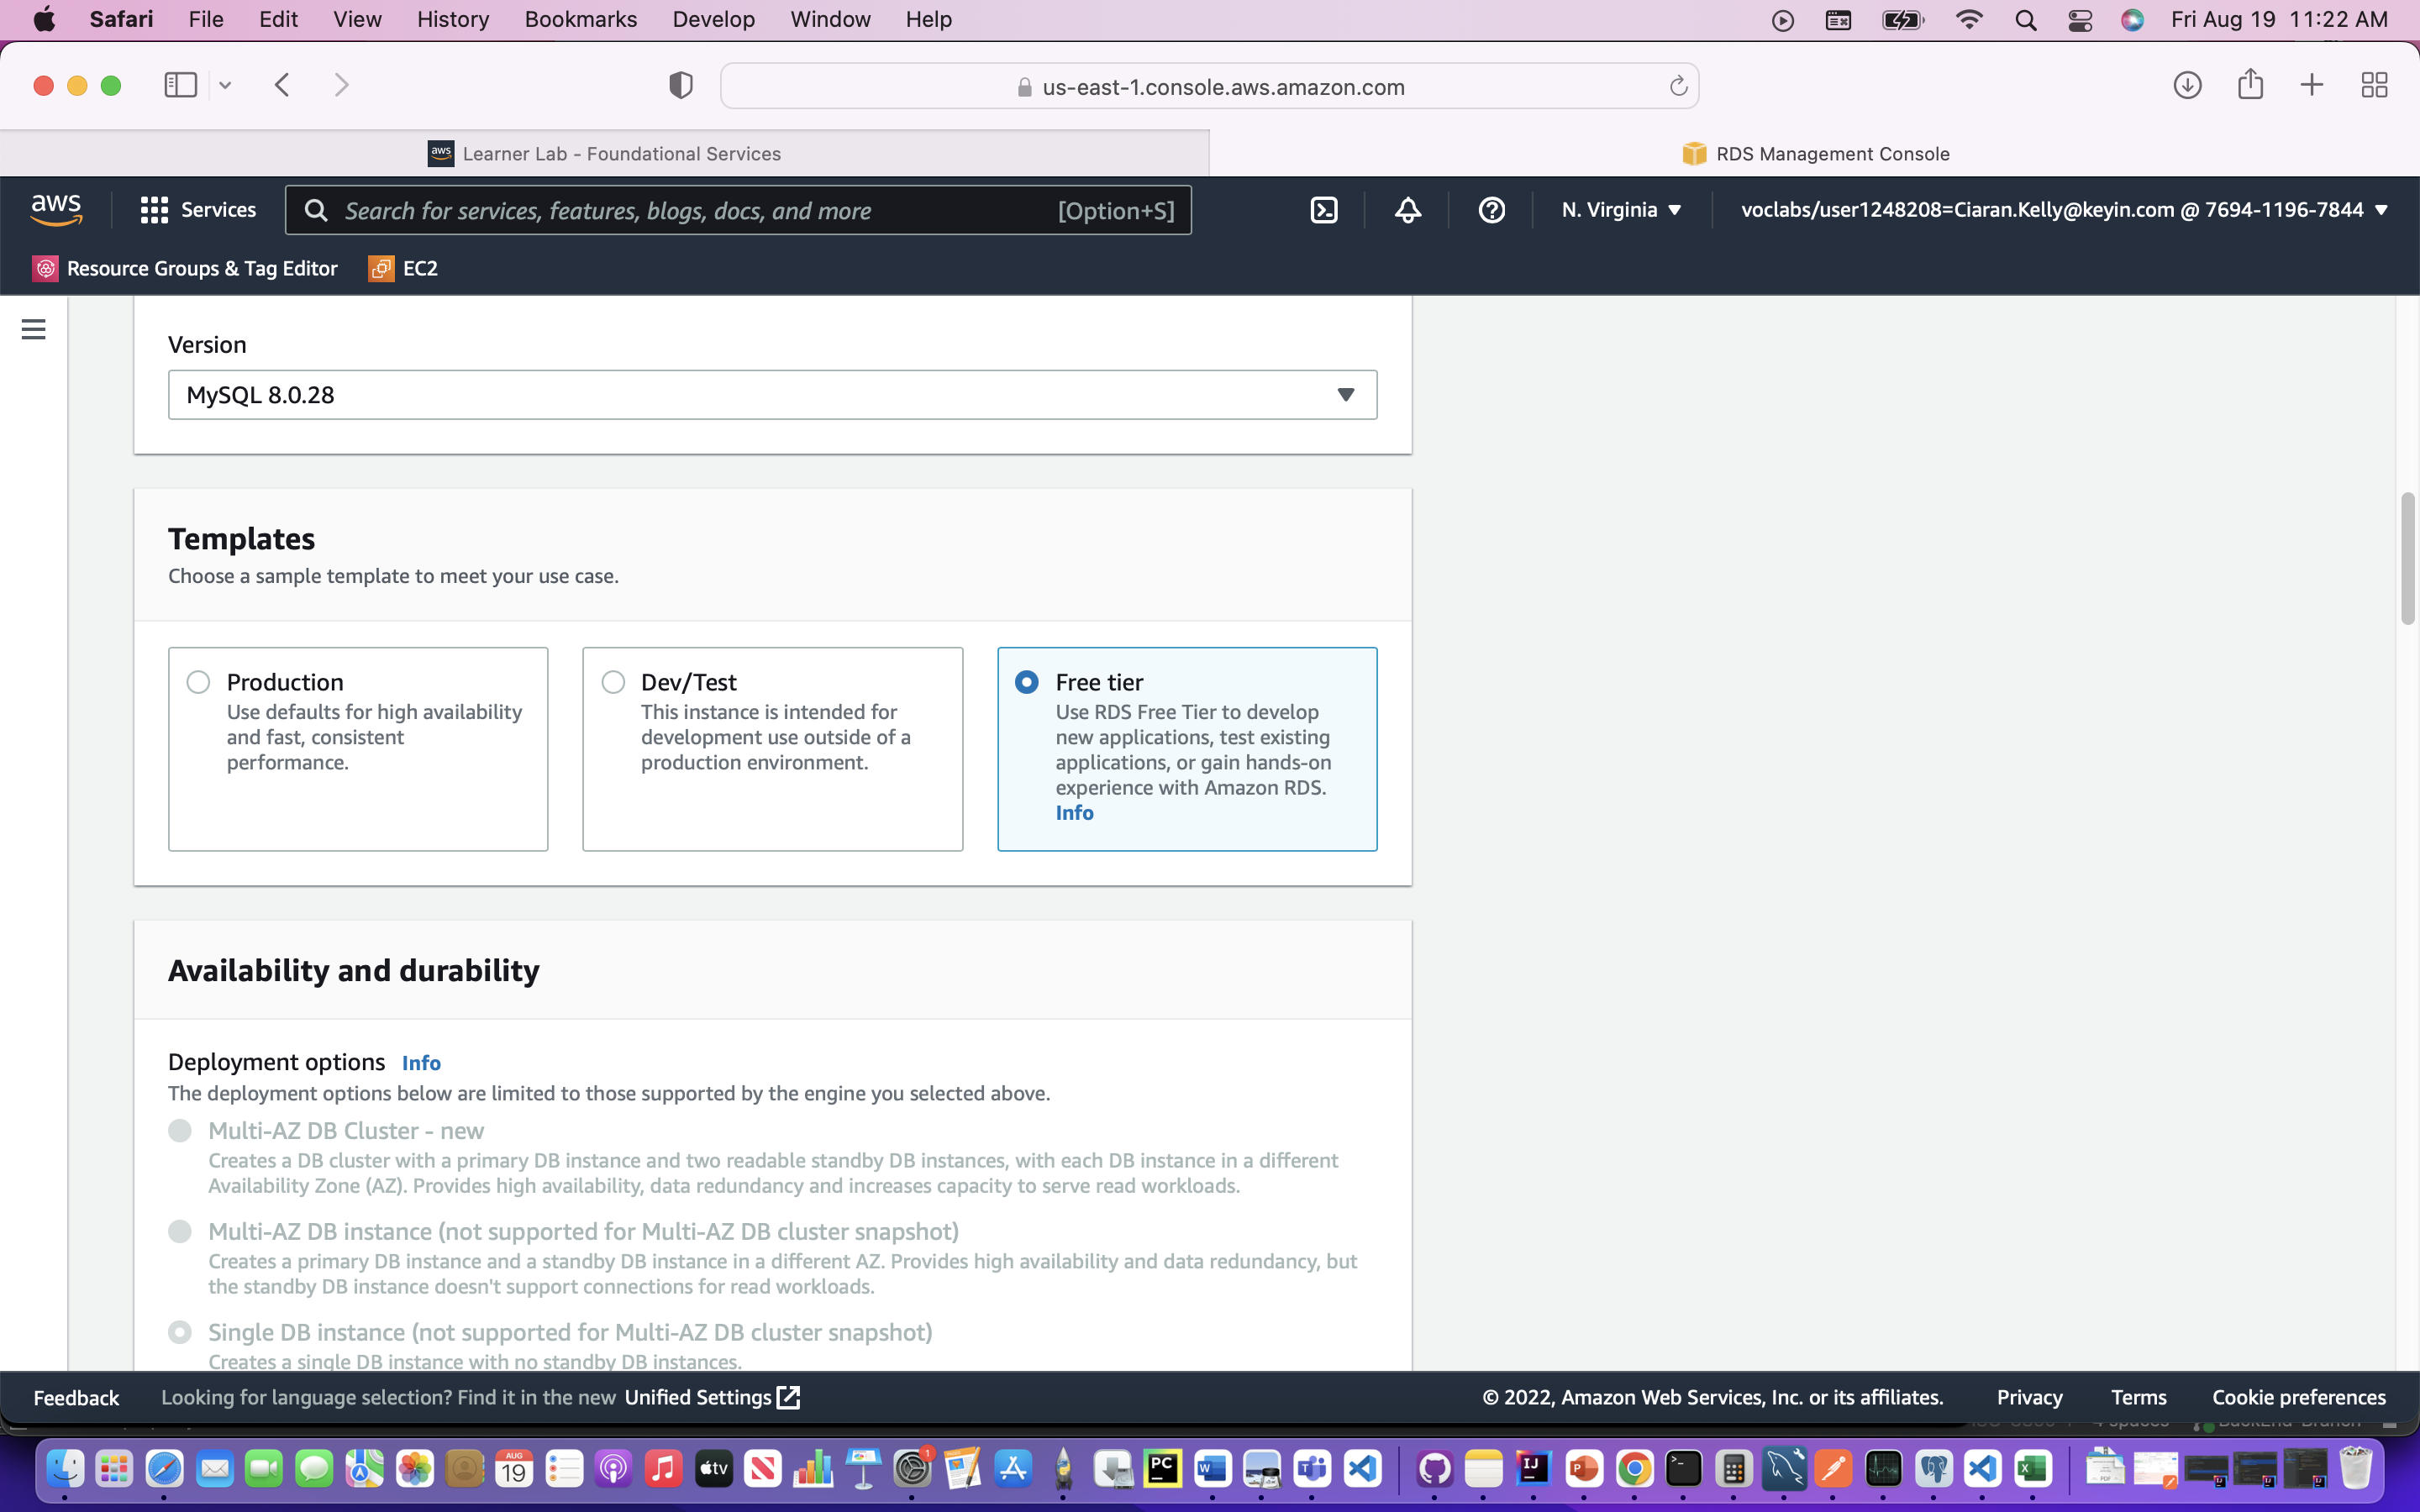 Safari File Edit View History Bookmarks Develop Window Help Fri Aug 19 11:22 AM
us-east-1.console.aws.amazon.com
aws Learner Lab - Foundational Services RDS Management Console
aws Services Search for services, features, blogs, docs, and more [Option+S] N. Virginia voclabs/user1248208=Ciaran.Kelly@keyin.com @ 7694-1196-7844
Resource Groups & Tag Editor EC2
Version
MySQL 8.0.28
Templates
Choose a sample template to meet your use case.
Production
Use defaults for high availability
and fast, consistent
performance.
Dev/Test
This instance is intended for
development use outside of a
production environment.
Free tier
Use RDS Free Tier to develop
new applications, test existing
applications, or gain hands-on
experience with Amazon RDS.
Info
Availability and durability
Deployment options Info
The deployment options below are limited to those supported by the engine you selected above.
Multi-AZ DB Cluster - new
Creates a DB cluster with a primary DB instance and two readable standby DB instances, with each DB instance in a different
Availability Zone (AZ). Provides high availability, data redundancy and increases capacity to serve read workloads.
Multi-AZ DB instance (not supported for Multi-AZ DB cluster snapshot)
Creates a primary DB instance and a standby DB instance in a different AZ. Provides high availability and data redundancy, but
the standby DB instance doesn't support connections for read workloads.
Single DB instance (not supported for Multi-AZ DB cluster snapshot)
Creates a single DB instance with no standby DB instances.
Feedback Looking for language selection? Find it in the new Unified Settings © 2022, Amazon Web Services, Inc. or its affiliates. Privacy Terms Cookie preferences
AUG 19 tv 1 PC W T IJ P X PDF